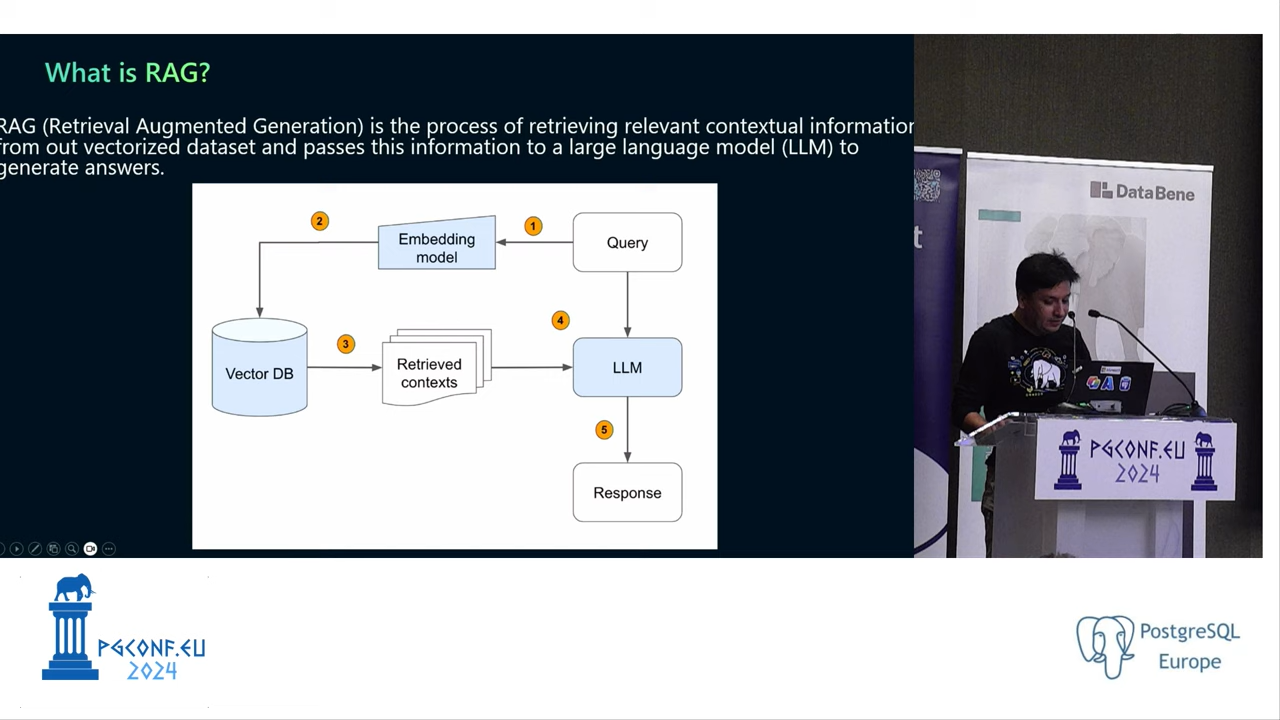 What is RAG?
RAG (Retrieval Augmented Generation) is the process of retrieving relevant contextual information
from out vectorized dataset and passes this information to a large language model (LLM) to
generate answers.
2
1
Embedding
model
Query
3
4
Vector DB
Retrieved
contexts
LLM
5
Response
DataBene
t
PGCONF.EU
2024
PGCONF.EU
2024
PostgreSQL
Europe